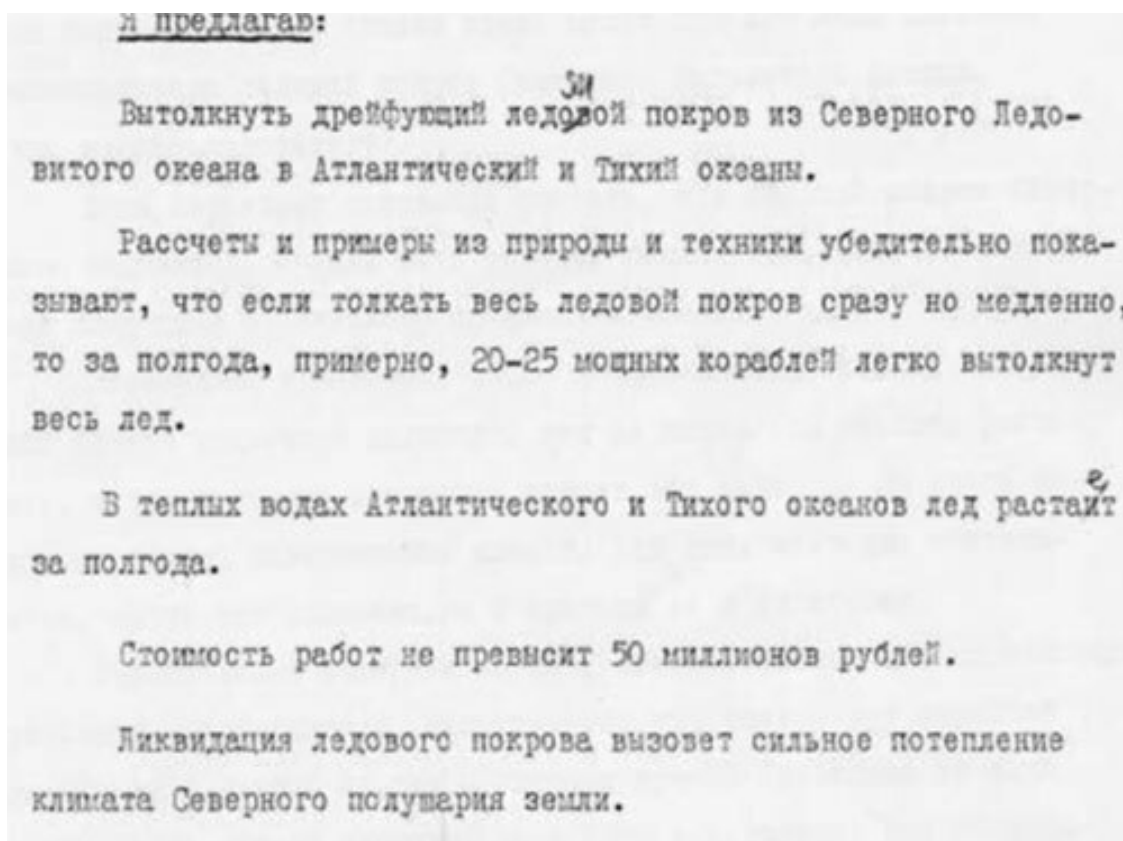 Я предлагаю:
Вытолкнуть дрейфующий ледовой покров из Северного Ледо-
витого океана в Атлантический и Тихий океаны.
Рассчеты и примеры из природы и техники убедительно пока-
зывают, что если толкать весь ледовой покров сразу но медленно,
то за полгода, примерно, 20-25 мощных кораблей легко вытолкнут
весь лед.
В теплых водах Атлантического и Тихого океанов лед растает
за полгода.
Стоимость работ не превысит 50 миллионов рублей.
Ликвидация ледового покрова вызовет сильное потепление
климата Северного полушария земли.